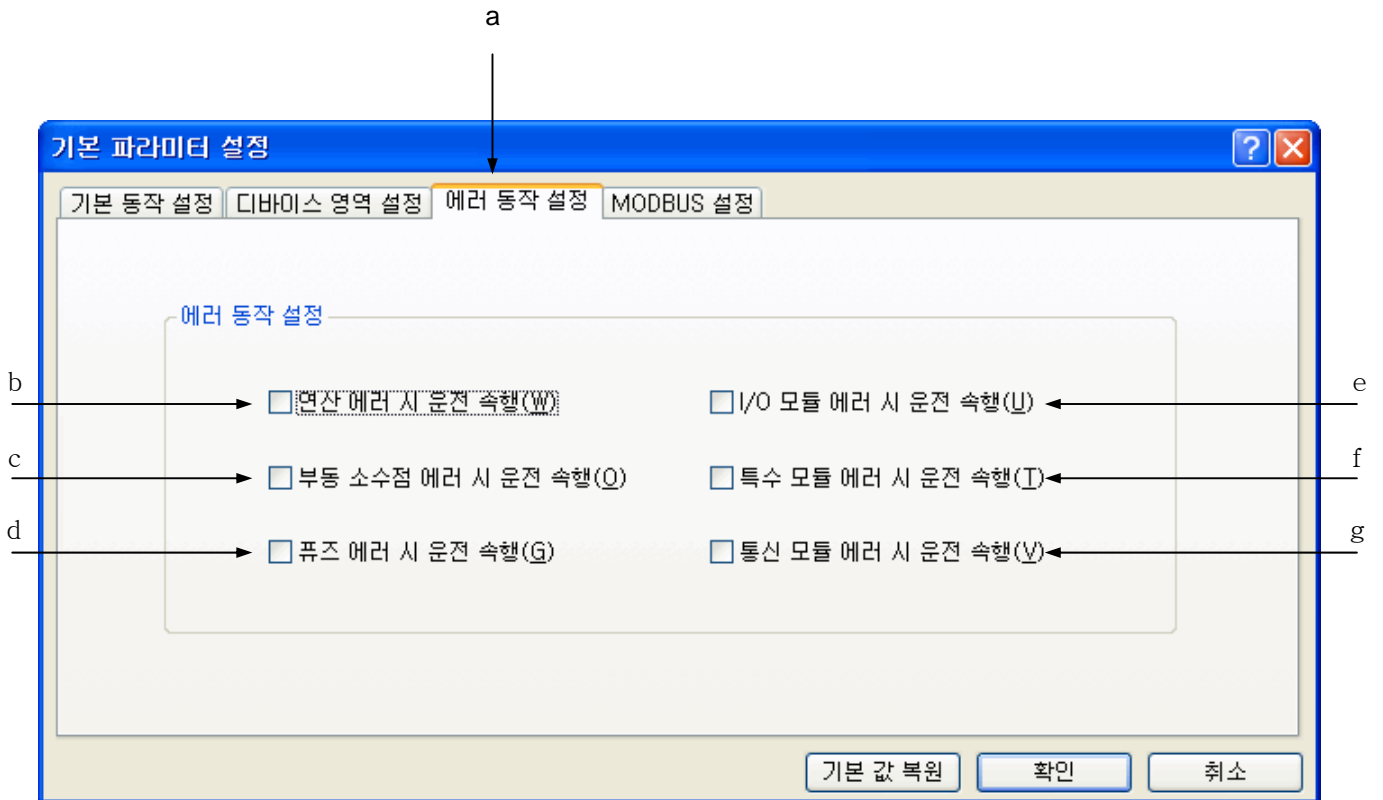 a
기본 파라미터 설정
기본 동작 설정 디바이스 영역 설정 에러 동작 설정 MODBUS 설정
에러 동작 설정
b 연산 에러 시 운전 속행(W) I/O 모듈 에러 시 운전 속행(U) e
c 부동 소수점 에러 시 운전 속행(O) 특수 모듈 에러 시 운전 속행(T) f
d 퓨즈 에러 시 운전 속행(G) 통신 모듈 에러 시 운전 속행(V) g
기본 값 복원 확인 취소